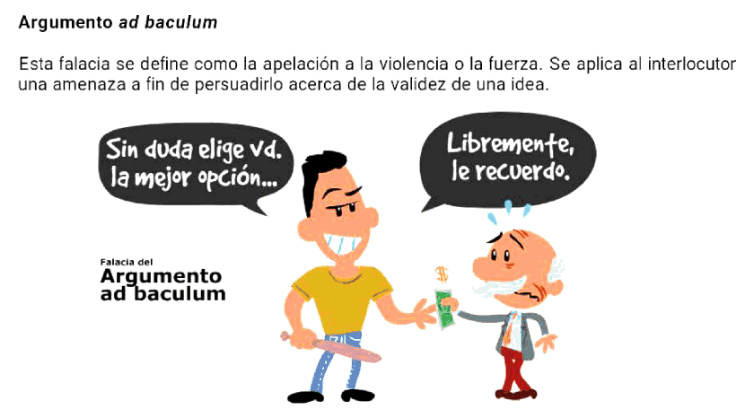 Argumento ad baculum
Esta falacia se define como la apelación a la violencia o la fuerza. Se aplica al interlocutor
una amenaza a fin de persuadirlo acerca de la validez de una idea.
Sin duda elige Vd.
la mejor opción...
Libremente,
le recuerdo.
Falacia del
Argumento
ad baculum
$